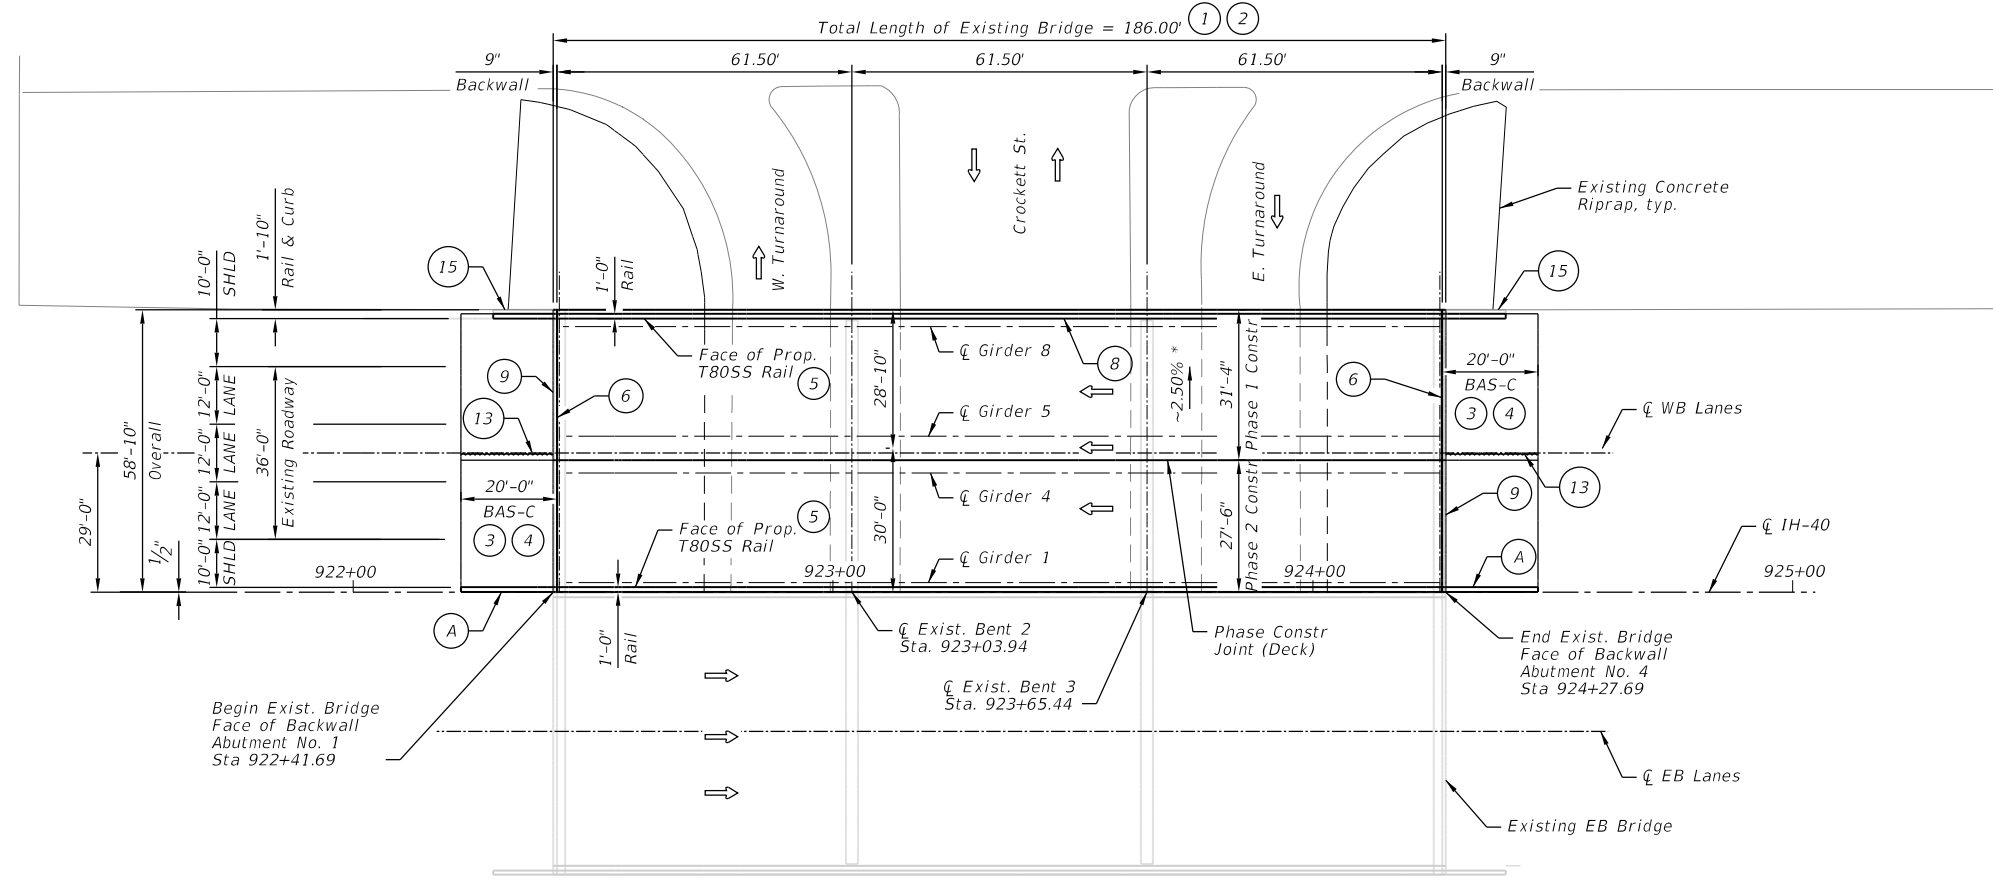 Total Length of Existing Bridge = 186.00' 1 2
9" 61.50' 61.50' 61.50' 9"
Backwall
Backwall
W. Turnaround
Crockett St.
E. Turnaround
Existing Concrete
Riprap, typ.
10'-0"
SHLD
1'-10"
Rail & Curb
15
1'-0"
Rail
15
58'-10"
Overall
12'-0"
LANE
12'-0"
LANE
12'-0"
LANE
10'-0"
SHLD
36'-0"
Existing Roadway
29'-0"
1/2"
9
13
6
Face of Prop.
T80SS Rail
5
28'-10"
℄ Girder 8
8
~2.50% *
31'-4"
Phase 1 Constr
6
20'-0"
BAS-C
3 4
℄ Girder 5
℄ WB Lanes
20'-0"
BAS-C
3 4
Face of Prop.
T80SS Rail
5
30'-0"
℄ Girder 4
27'-6"
Phase 2 Constr
9
13
℄ Girder 1
A
℄ IH-40
922+00
923+00
924+00
925+00
A
1'-0"
Rail
℄ Exist. Bent 2
Sta. 923+03.94
Phase Constr
Joint (Deck)
End Exist. Bridge
Face of Backwall
Abutment No. 4
Sta 924+27.69
℄ Exist. Bent 3
Sta. 923+65.44
Begin Exist. Bridge
Face of Backwall
Abutment No. 1
Sta 922+41.69
℄ EB Lanes
Existing EB Bridge